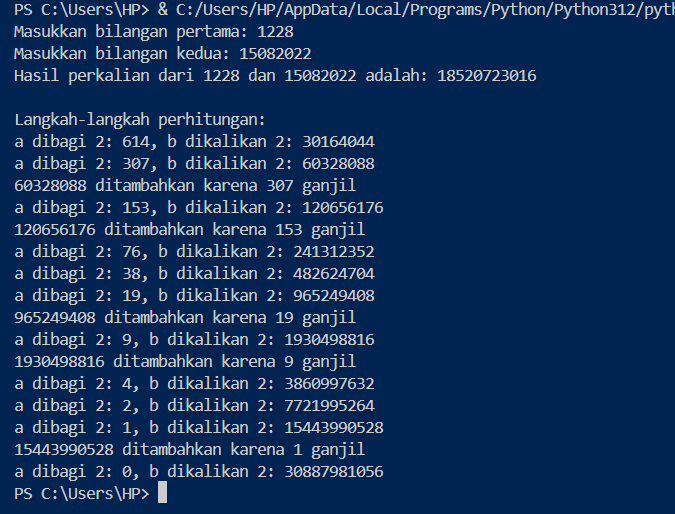 PS C:\Users\HP> & C:/Users/HP/AppData/Local/Programs/Python/Python312/pyth
Masukkan bilangan pertama: 1228
Masukkan bilangan kedua: 15082022
Hasil perkalian dari 1228 dan 15082022 adalah: 18520723016
Langkah-langkah perhitungan:
a dibagi 2: 614, b dikalikan 2: 30164044
a dibagi 2: 307, b dikalikan 2: 60328088
60328088 ditambahkan karena 307 ganjil
a dibagi 2: 153, b dikalikan 2: 120656176
120656176 ditambahkan karena 153 ganjil
a dibagi 2: 76, b dikalikan 2: 241312352
a dibagi 2: 38, b dikalikan 2: 482624704
a dibagi 2: 19, b dikalikan 2: 965249408
965249408 ditambahkan karena 19 ganjil
a dibagi 2: 9, b dikalikan 2: 1930498816
1930498816 ditambahkan karena 9 ganjil
a dibagi 2: 4, b dikalikan 2: 3860997632
a dibagi 2: 2, b dikalikan 2: 7721995264
a dibagi 2: 1, b dikalikan 2: 15443990528
15443990528 ditambahkan karena 1 ganjil
a dibagi 2: 0, b dikalikan 2: 30887981056
PS C:\Users\HP>